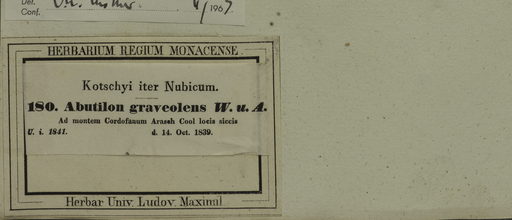 Det.
Conf. 1967
HERBARIUM REGIUM MONACENSE.
Kotschyi iter Nubicum.
180. Abutilon graveolens W. u. A.
Ad montem Cordofanum Arasch Cool locis siccis
U. i. 1841. d. 14. Oct. 1839.
Herbar Univ. Ludov. Maximil